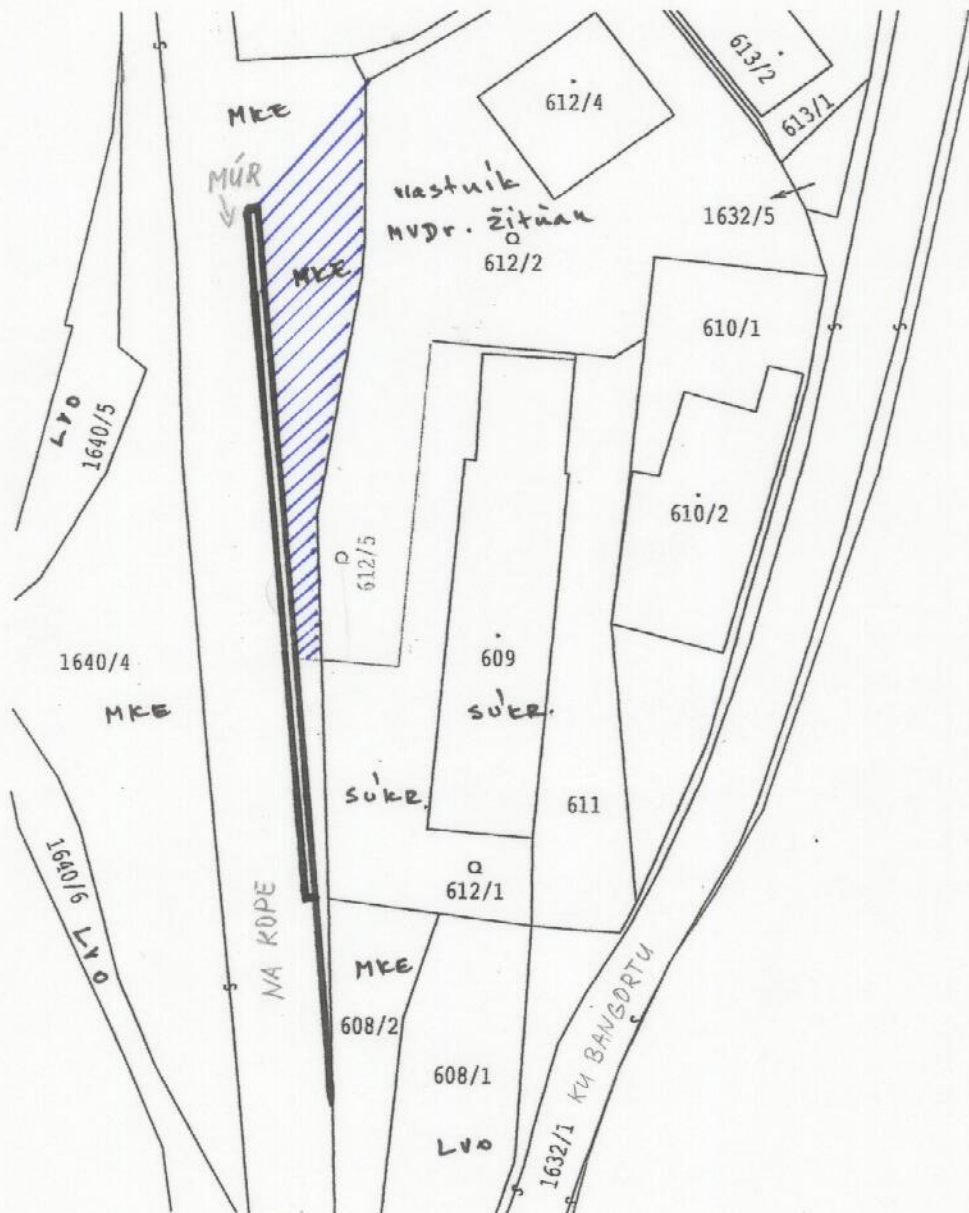 613/2
612/4
613/1
MKE
MÚR
vlastník
MVDr. Žitňan
1632/5
612/2
MKE
610/1
LVO
1640/5
610/2
612/5
609
1640/4
MKE
SÚKR.
SÚKR.
611
612/1
1640/6 LVO
NA KOPE
MKE
608/2
608/1
1632/1 KU BANGORTU
LVO